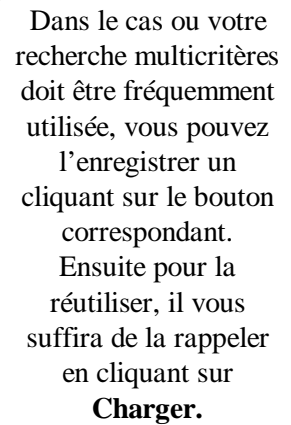 Dans le cas ou votre
recherche multicritères
doit être fréquemment
utilisée, vous pouvez
l’enregistrer un
cliquant sur le bouton
correspondant.
Ensuite pour la
réutiliser, il vous
suffira de la rappeler
en cliquant sur
Charger.